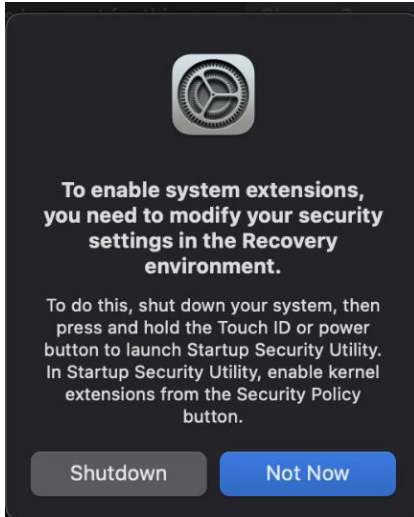 To enable system extensions,
you need to modify your security
settings in the Recovery
environment.
To do this, shut down your system, then
press and hold the Touch ID or power
button to launch Startup Security Utility.
In Startup Security Utility, enable kernel
extensions from the Security Policy
button.
Shutdown Not Now